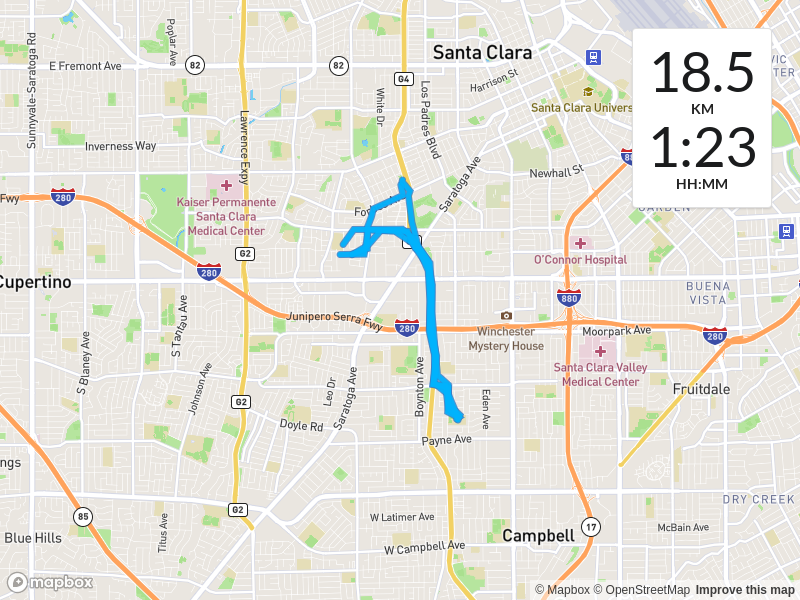 Santa Clara
18.5
KM
1:23
HH:MM
E Fremont Ave
82
82
G4
Harrison St
Santa Clara Univers
Sunnyvale-Saratoga Rd
Poplar Ave
Lawrence Expy
White Dr
Los Padres Blvd
Saratoga Ave
Inverness Way
Newhall St
Kaiser Permanente
Santa Clara
Medical Center
Fwy
280
O'Connor Hospital
G2
280
Cupertino
880
BUENA
VISTA
S Tantau Ave
Junipero Serra Fwy
280
Winchester
Mystery House
Moorpark Ave
280
S Blaney Ave
Johnson Ave
Leo Dr
Saratoga Ave
Boynton Ave
Eden Ave
Santa Clara Valley
Medical Center
Fruitdale
G2
Doyle Rd
Payne Ave
ngs
85
G2
Titus Ave
DRY CREEK
W Latimer Ave
17
McBain Ave
Blue Hills
Campbell
W Campbell Ave
mapbox
© Mapbox © OpenStreetMap Improve this map